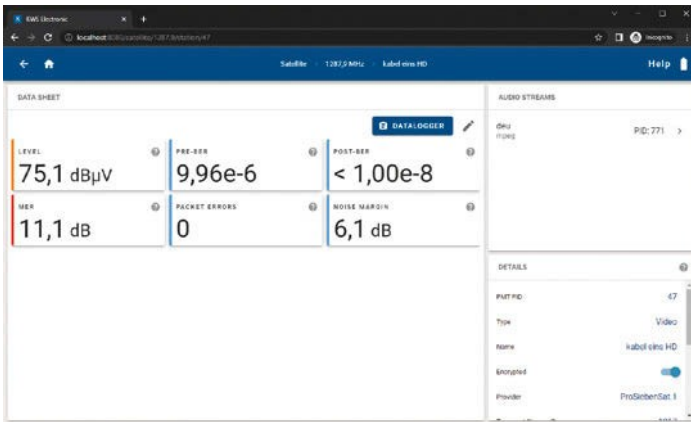 KWS Electronic
localhost
Incognito
Satellite 1287,9 MHz kabel eins HD
Help
DATA SHEET
DATALOGGER
LEVEL
75,1 dBµV
PRE-BER
9,96e-6
POST-BER
< 1,00e-8
MER
11,1 dB
PACKET ERRORS
0
NOISE MARGIN
6,1 dB
AUDIO STREAMS
deu
mpeg
PID: 771
DETAILS
PMT PID 47
Type Video
Name kabel eins HD
Encrypted
Provider ProSiebenSat.1